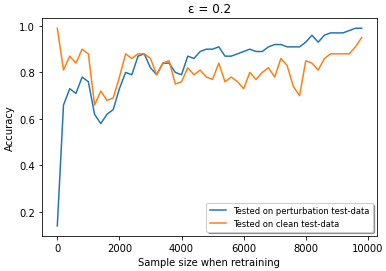 ε = 0.2
1.0
0.8
0.6
0.4
0.2
Accuracy
Tested on perturbation test-data
Tested on clean test-data
0 2000 4000 6000 8000 10000
Sample size when retraining